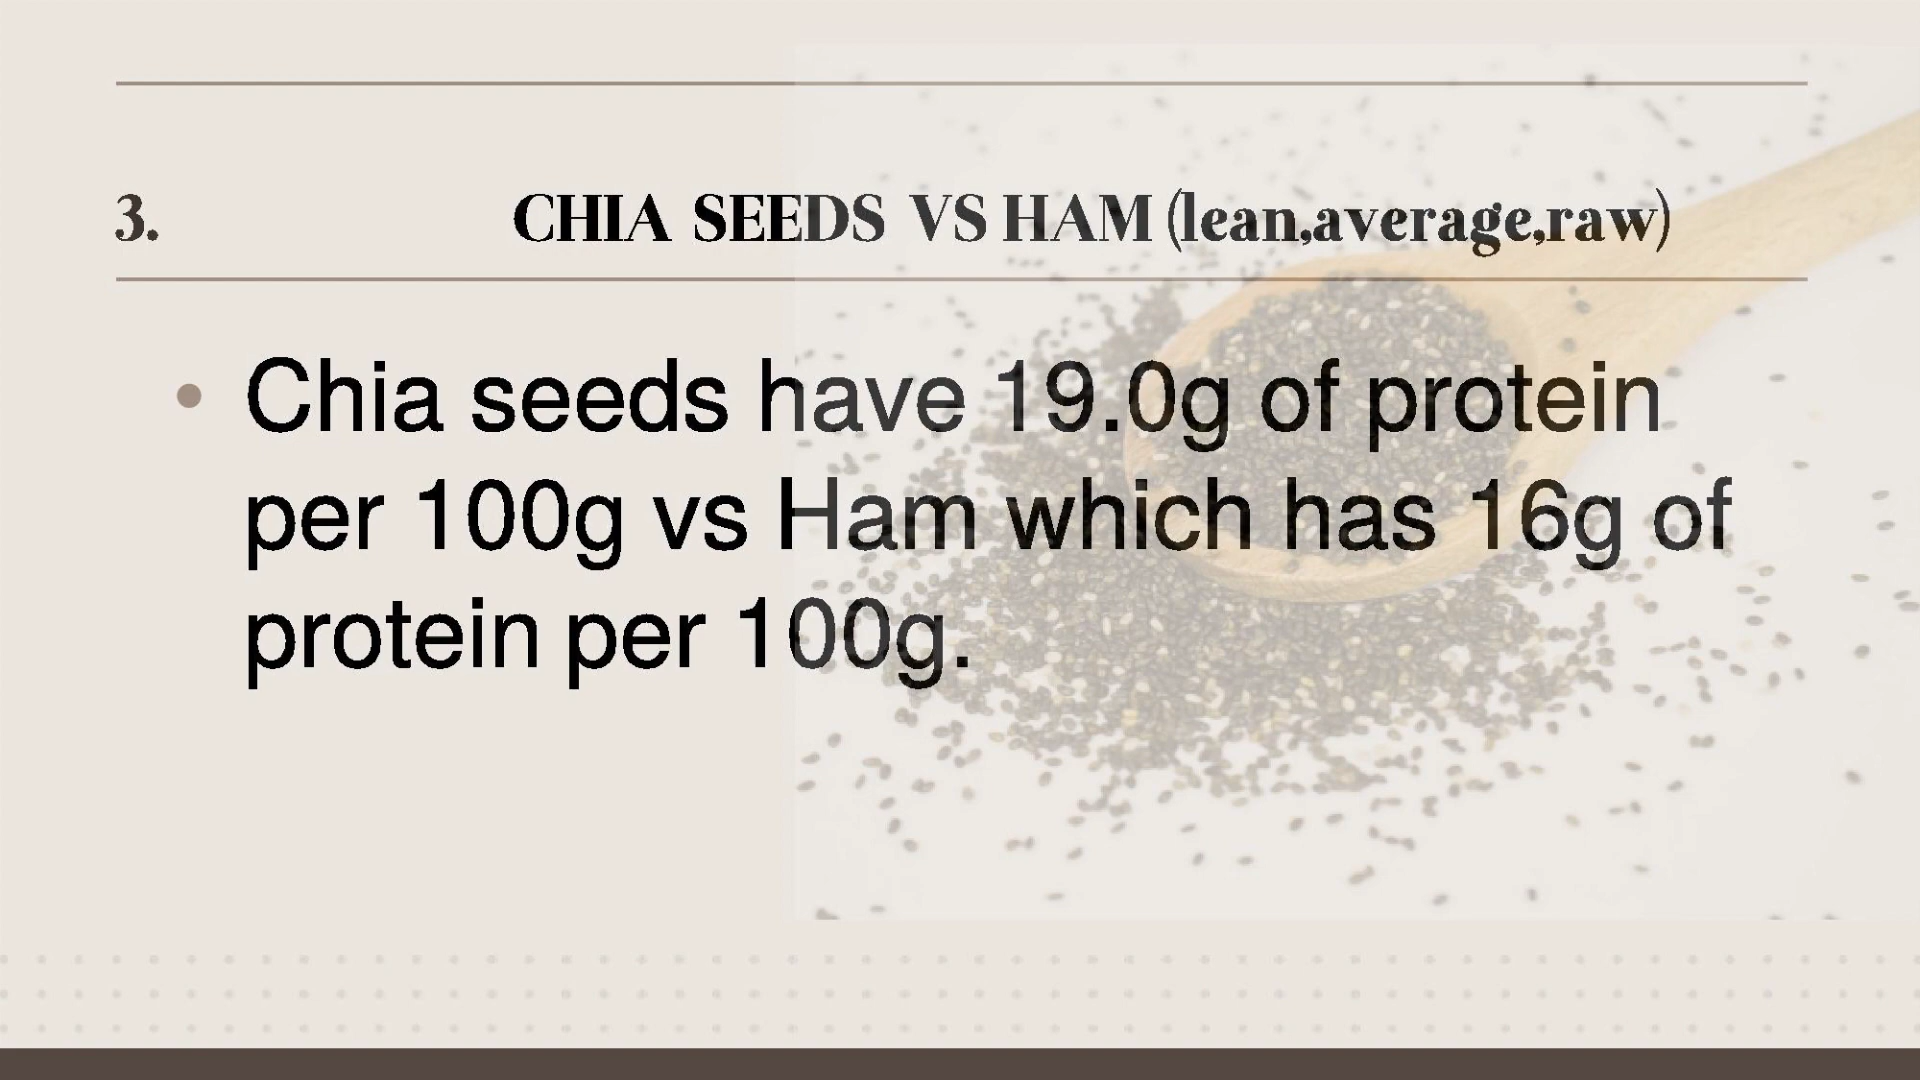 3. CHIA SEEDS VS HAM (lean,average,raw)
• Chia seeds have 19.0g of protein
per 100g vs Ham which has 16g of
protein per 100g.